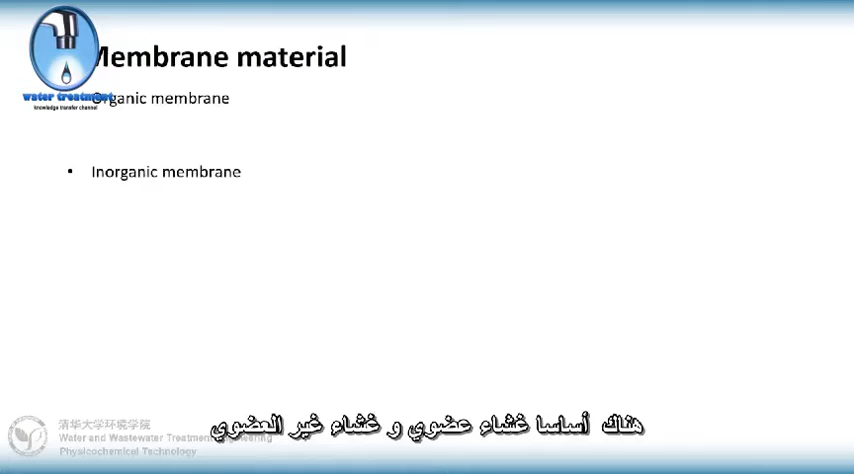 Membrane material
water treatment
knowledge transfer channel
Organic membrane
• Inorganic membrane
هناك أساسا غشاء عضوي و غشاء غير العضوي
清华大学环境学院
Water and Wastewater Treatment Engineering
Physicochemical Technology